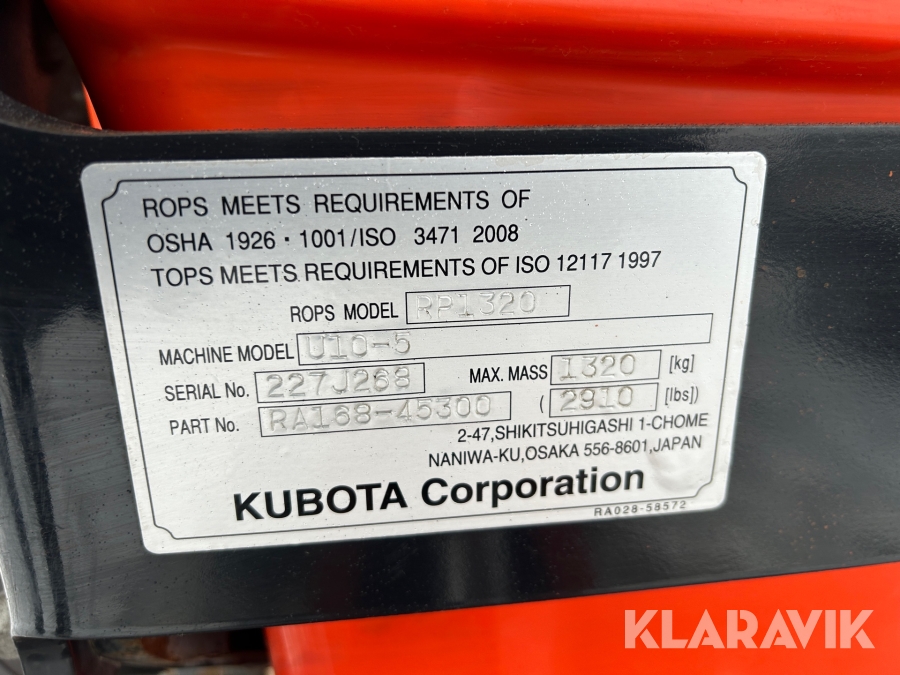 ROPS MEETS REQUIREMENTS OF
OSHA 1926・1001/ISO 3471 2008
TOPS MEETS REQUIREMENTS OF ISO 12117 1997
ROPS MODEL RP1320
MACHINE MODEL U10-5
SERIAL No. 227J268 MAX. MASS 1320 [kg]
PART No. RA168-45300 (2910 [lbs])
2-47,SHIKITSUHIGASHI 1-CHOME
NANIWA-KU,OSAKA 556-8601,JAPAN
KUBOTA Corporation
RA028-58572
KLARAVIK